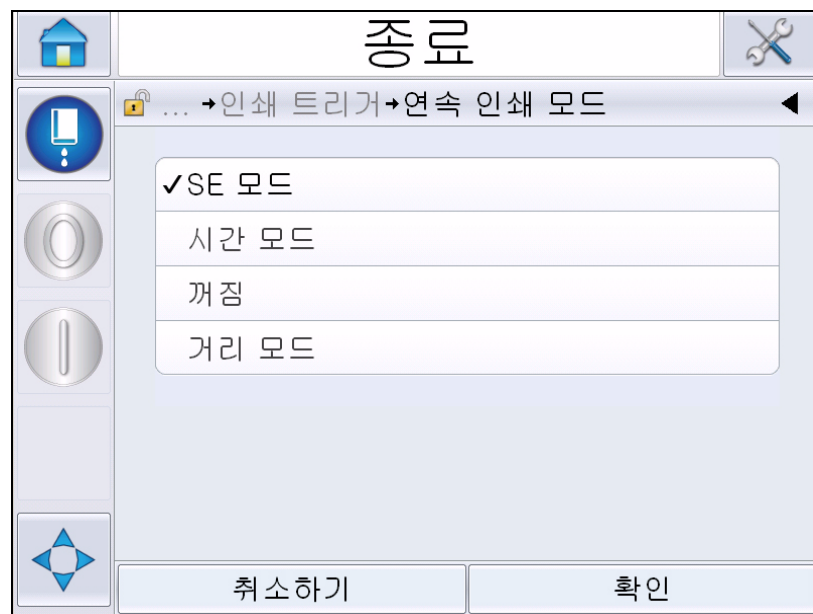 종료
... →인쇄 트리거→연속 인쇄 모드
✓SE 모드
시간 모드
꺼짐
거리 모드
취소하기
확인